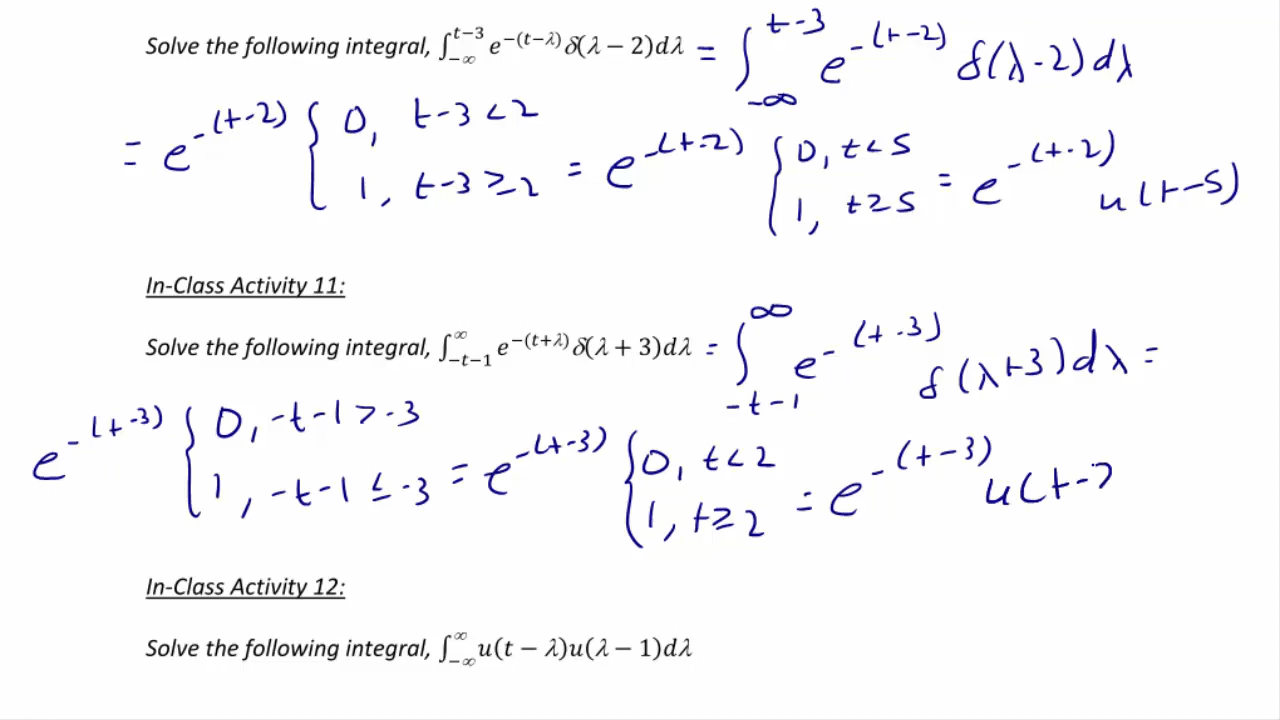 Solve the following integral, ∫_{-∞}^{t-3} e^{-(t-λ)} δ(λ - 2)dλ = ∫_{-∞}^{t-3} e^{-(t-2)} δ(λ-2)dλ
= e^{-(t-2)} { 0, t-3 < 2 ; 1, t-3 ≥ 2 = e^{-(t-2)} { 0, t < 5 ; 1, t ≥ 5 = e^{-(t-2)} u(t-5)
In-Class Activity 11:
Solve the following integral, ∫_{-t-1}^{∞} e^{-(t+λ)} δ(λ + 3)dλ = ∫_{-t-1}^{∞} e^{-(t-3)} δ(λ+3)dλ =
e^{-(t-3)} { 0, -t-1 > -3 ; 1, -t-1 ≤ -3 = e^{-(t-3)} { 0, t < 2 ; 1, t ≥ 2 = e^{-(t-3)} u(t-
In-Class Activity 12:
Solve the following integral, ∫_{-∞}^{∞} u(t - λ)u(λ - 1)dλ